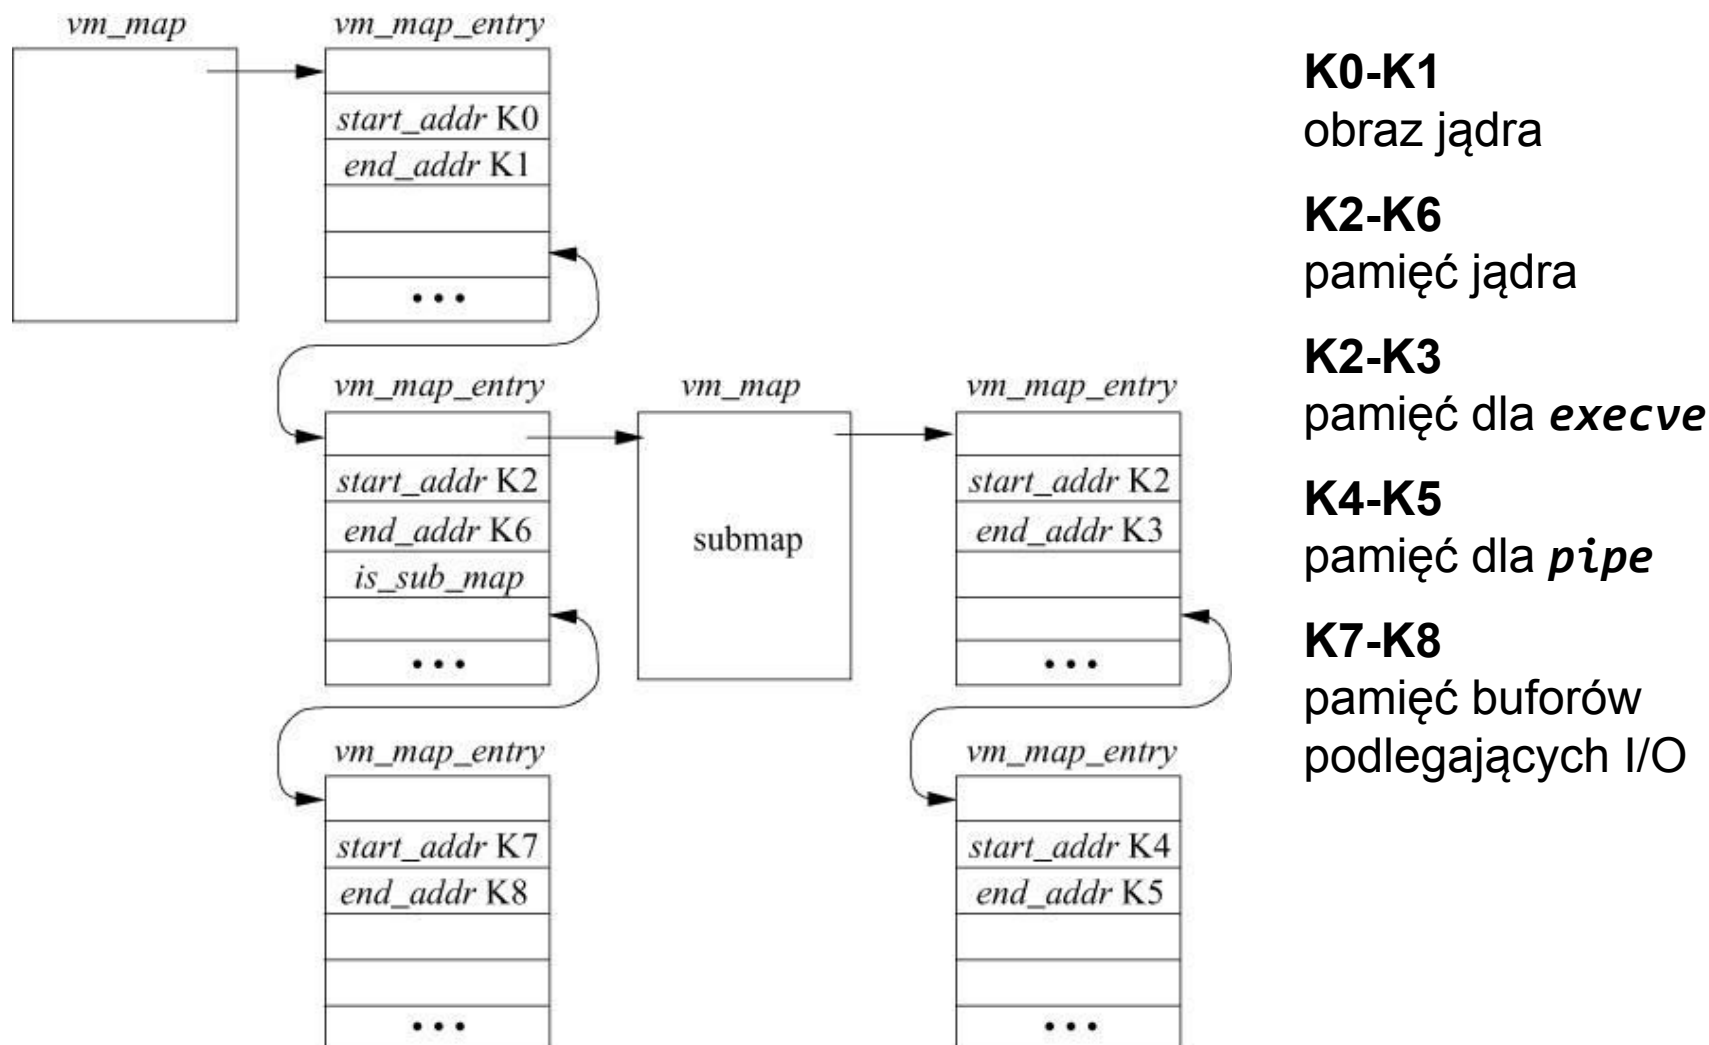 vm_map
vm_map_entry
start_addr K0
end_addr K1
•••
vm_map_entry
start_addr K2
end_addr K6
is_sub_map
•••
vm_map
submap
vm_map_entry
start_addr K2
end_addr K3
•••
vm_map_entry
start_addr K7
end_addr K8
•••
vm_map_entry
start_addr K4
end_addr K5
•••
K0-K1
obraz jądra
K2-K6
pamięć jądra
K2-K3
pamięć dla execve
K4-K5
pamięć dla pipe
K7-K8
pamięć buforów
podlegających I/O